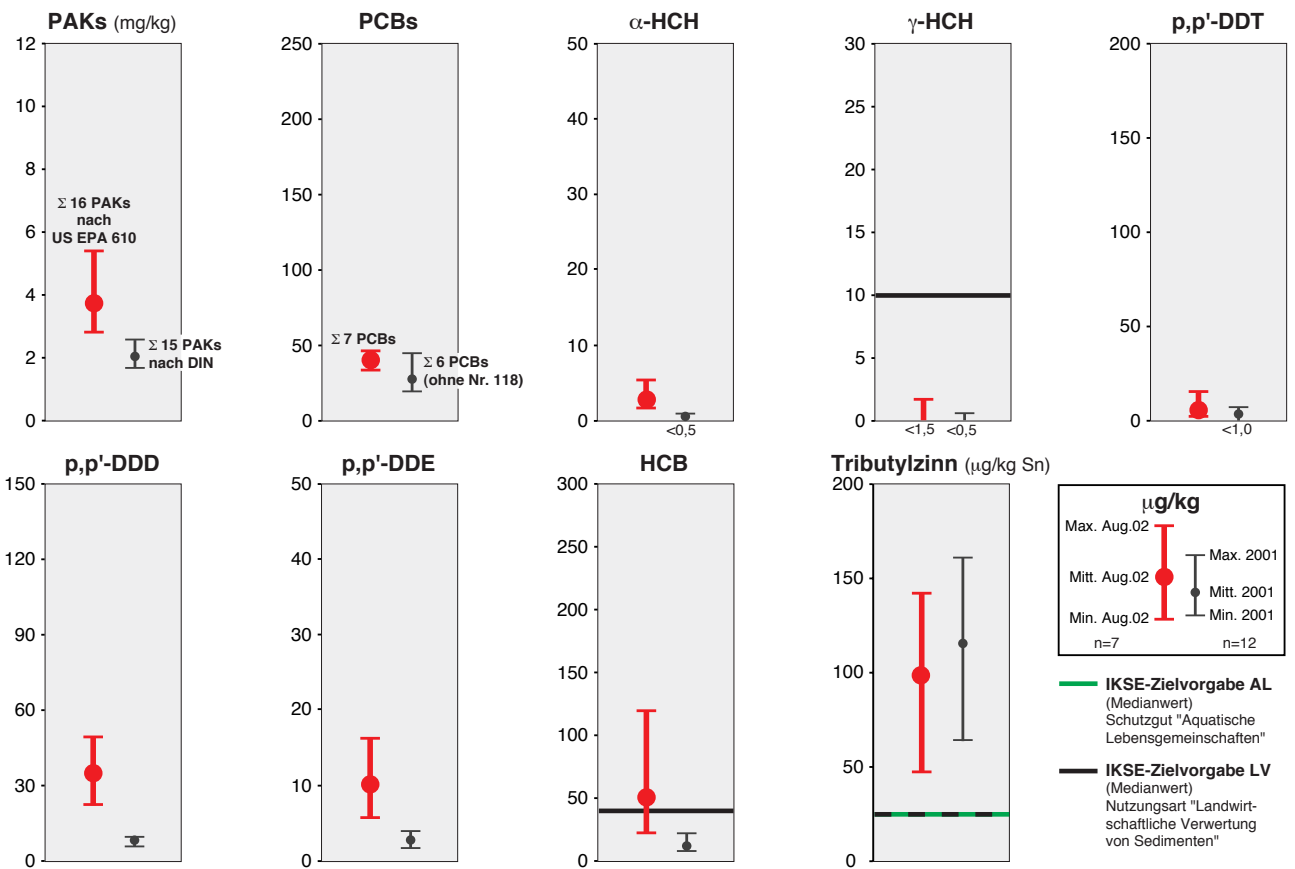 PAKs (mg/kg)
12
10
8
6
4
2
0
Σ 16 PAKs
nach
US EPA 610
Σ 15 PAKs
nach DIN
PCBs
250
200
150
100
50
0
Σ 7 PCBs
Σ 6 PCBs
(ohne Nr. 118)
α-HCH
50
40
30
20
10
0
<0,5
γ-HCH
30
25
20
15
10
5
0
<1,5
<0,5
p,p'-DDT
200
150
100
50
0
<1,0
p,p'-DDD
150
120
90
60
30
0
p,p'-DDE
50
40
30
20
10
0
HCB
300
250
200
150
100
50
0
Tributylzinn (μg/kg Sn)
200
150
100
50
0
μg/kg
Max. Aug.02
Mitt. Aug.02
Min. Aug.02
n=7
Max. 2001
Mitt. 2001
Min. 2001
n=12
IKSE-Zielvorgabe AL
(Medianwert)
Schutzgut "Aquatische
Lebensgemeinschaften"
IKSE-Zielvorgabe LV
(Medianwert)
Nutzungsart "Landwirt-
schaftliche Verwertung
von Sedimenten"